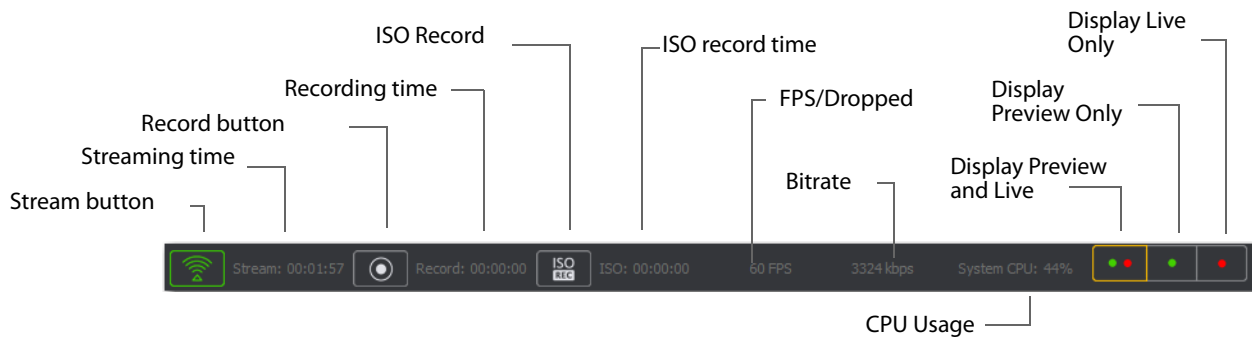 Display Live
Only
ISO Record
ISO record time
Recording time
FPS/Dropped
Display
Preview Only
Record button
Streaming time
Bitrate
Display Preview
and Live
Stream button
Stream: 00:01:57
Record: 00:00:00
ISO
REC
ISO: 00:00:00
60 FPS
3324 kbps
System CPU: 44%
CPU Usage